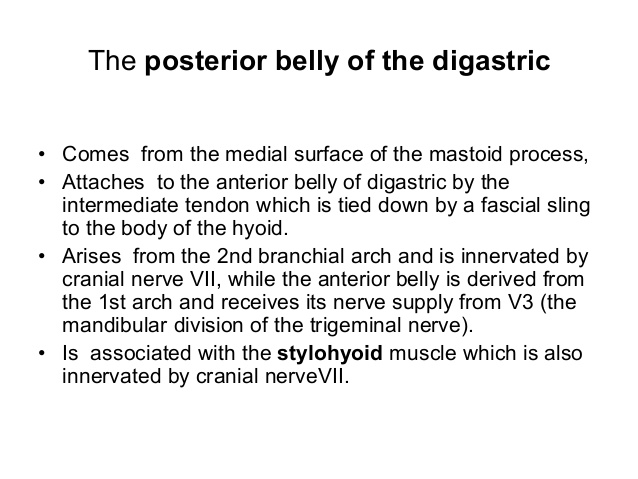 The posterior belly of the digastric
• Comes  from the medial surface of the mastoid process,
• Attaches  to the anterior belly of digastric by the
intermediate tendon which is tied down by a fascial sling
to the body of the hyoid.
• Arises  from the 2nd branchial arch and is innervated by
cranial nerve VII, while the anterior belly is derived from
the 1st arch and receives its nerve supply from V3 (the
mandibular division of the trigeminal nerve).
• Is  associated with the stylohyoid muscle which is also
innervated by cranial nerveVII.